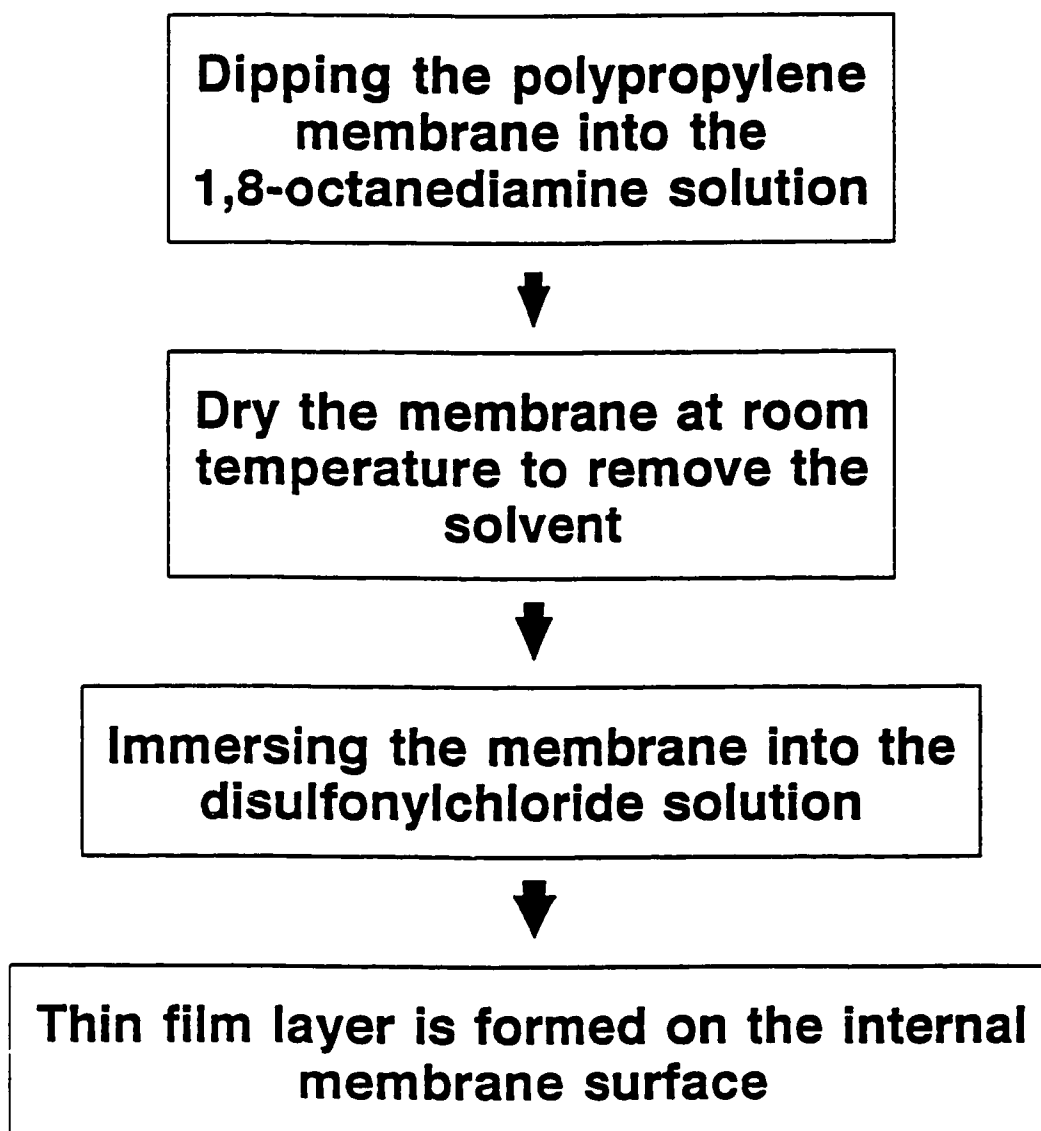 Dipping the polypropylene
membrane into the
1,8-octanediamine solution
Dry the membrane at room
temperature to remove the
solvent
Immersing the membrane into the
disulfonylchloride solution
Thin film layer is formed on the internal
membrane surface